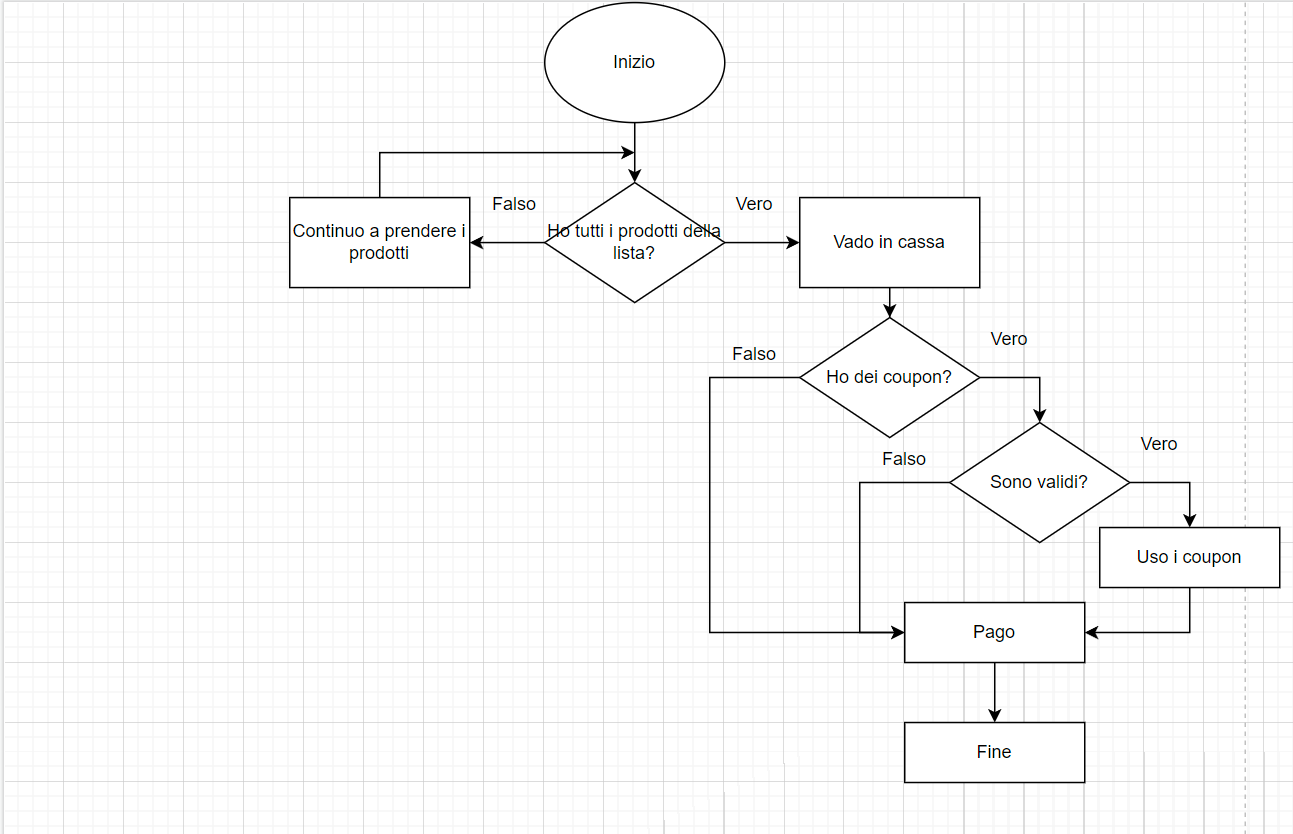 Inizio
Falso
Vero
Continuo a prendere i
prodotti
Ho tutti i prodotti della
lista?
Vado in cassa
Falso
Vero
Ho dei coupon?
Falso
Vero
Sono validi?
Uso i coupon
Pago
Fine